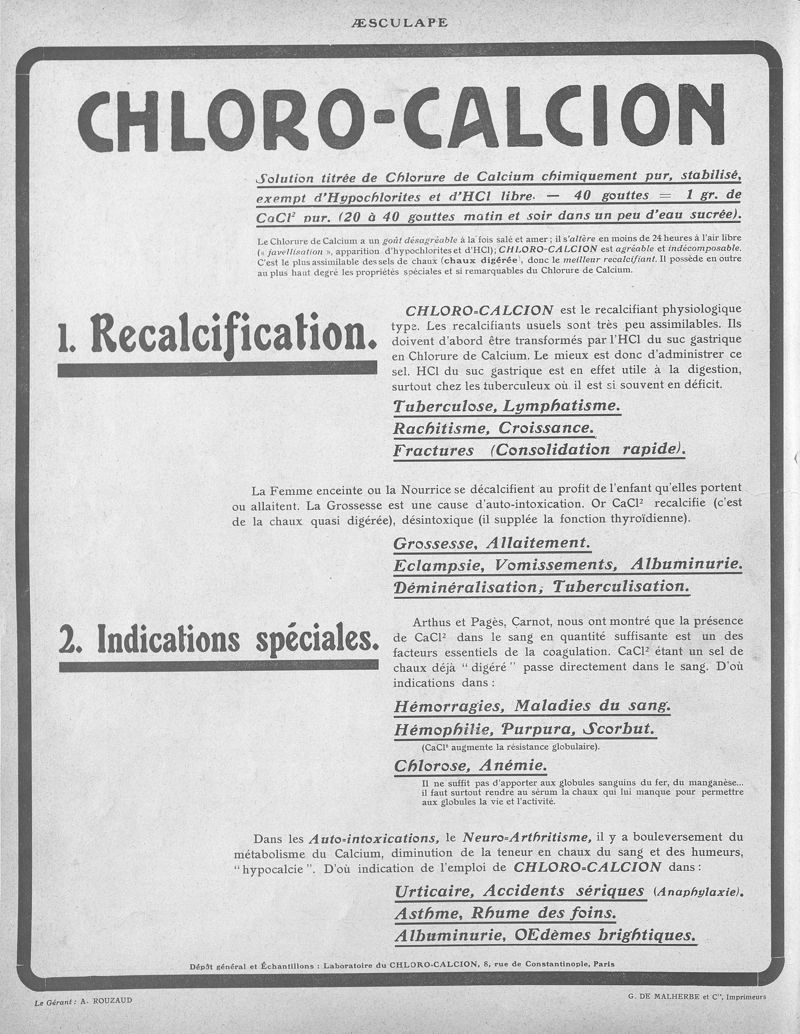 ÆSCULAPE
CHLORO-CALCION
Solution titrée de Chlorure de Calcium chimiquement pur, stabilisé,
exempt d'Hypochlorites et d'HCl libre. — 40 gouttes = 1 gr. de
CaCl² pur. (20 à 40 gouttes matin et soir dans un peu d'eau sucrée).
Le Chlorure de Calcium a un goût désagréable à la fois salé et amer ; il s'altère en moins de 24 heures à l'air libre
(« javellisation », apparition d'hypochlorites et d'HCl); CHLORO-CALCION est agréable et indécomposable.
C'est le plus assimilable des sels de chaux (chaux digérée), donc le meilleur recalcifiant. Il possède en outre
au plus haut degré les propriétés spéciales et si remarquables du Chlorure de Calcium.
1. Recalcification.
CHLORO-CALCION est le recalcifiant physiologique
type. Les recalcifiants usuels sont très peu assimilables. Ils
doivent d'abord être transformés par l'HCl du suc gastrique
en Chlorure de Calcium. Le mieux est donc d'administrer ce
sel. HCl du suc gastrique est en effet utile à la digestion,
surtout chez les tuberculeux où il est si souvent en déficit.
Tuberculose, Lymphatisme.
Rachitisme, Croissance.
Fractures (Consolidation rapide).
La Femme enceinte ou la Nourrice se décalcifient au profit de l'enfant qu'elles portent
ou allaitent. La Grossesse est une cause d'auto-intoxication. Or CaCl² recalcifie (c'est
de la chaux quasi digérée), désintoxique (il supplée la fonction thyroïdienne).
Grossesse, Allaitement.
Eclampsie, Vomissements, Albuminurie.
Déminéralisation, Tuberculisation.
2. Indications spéciales.
Arthus et Pagès, Carnot, nous ont montré que la présence
de CaCl² dans le sang en quantité suffisante est un des
facteurs essentiels de la coagulation. CaCl² étant un sel de
chaux déjà “ digéré ” passe directement dans le sang. D'où
indications dans :
Hémorragies, Maladies du sang.
Hémophilie, Purpura, Scorbut.
(CaCl² augmente la résistance globulaire).
Chlorose, Anémie.
Il ne suffit pas d'apporter aux globules sanguins du fer, du manganèse...
il faut surtout rendre au sérum la chaux qui lui manque pour permettre
aux globules la vie et l'activité.
Dans les Auto-intoxications, le Neuro-Arthritisme, il y a bouleversement du
métabolisme du Calcium, diminution de la teneur en chaux du sang et des humeurs,
“ hypocalcie ”. D'où indication de l'emploi de CHLORO-CALCION dans :
Urticaire, Accidents sériques (Anaphylaxie).
Asthme, Rhume des foins.
Albuminurie, OEdèmes brightiques.
Dépôt général et Échantillons : Laboratoire du CHLORO-CALCION, 8, rue de Constantinople, Paris
Le Gérant : A. ROUZAUD
G. DE MALHERBE et Cie, Imprimeurs